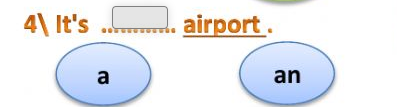 4\ It's ............ airport .
a an